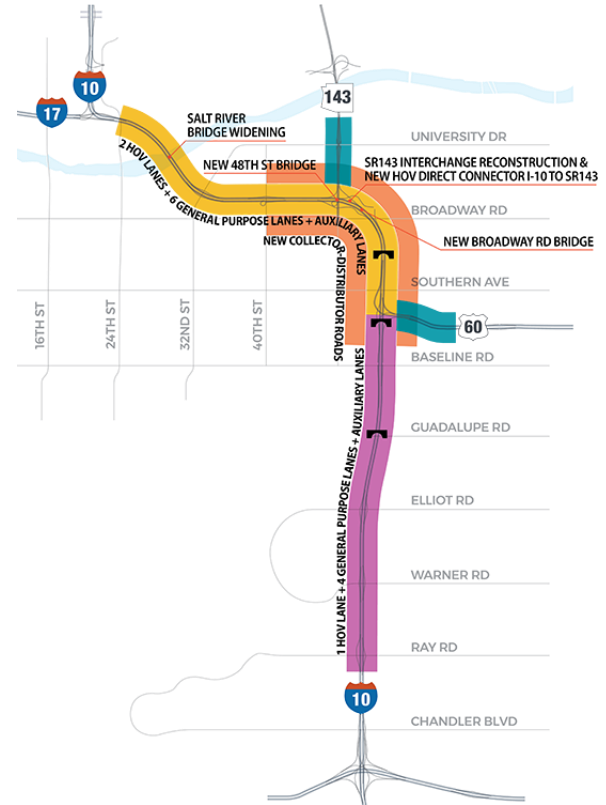 10
17
143
SALT RIVER
BRIDGE WIDENING
UNIVERSITY DR
NEW 48TH ST BRIDGE
SR143 INTERCHANGE RECONSTRUCTION &
NEW HOV DIRECT CONNECTOR I-10 TO SR143
2 HOV LANES + 6 GENERAL PURPOSE LANES + AUXILIARY LANES
BROADWAY RD
NEW COLLECTOR-DISTRIBUTOR ROADS
NEW BROADWAY RD BRIDGE
SOUTHERN AVE
16TH ST
24TH ST
32ND ST
40TH ST
60
BASELINE RD
1 HOV LANE + 4 GENERAL PURPOSE LANES + AUXILIARY LANES
GUADALUPE RD
ELLIOT RD
WARNER RD
RAY RD
10
CHANDLER BLVD